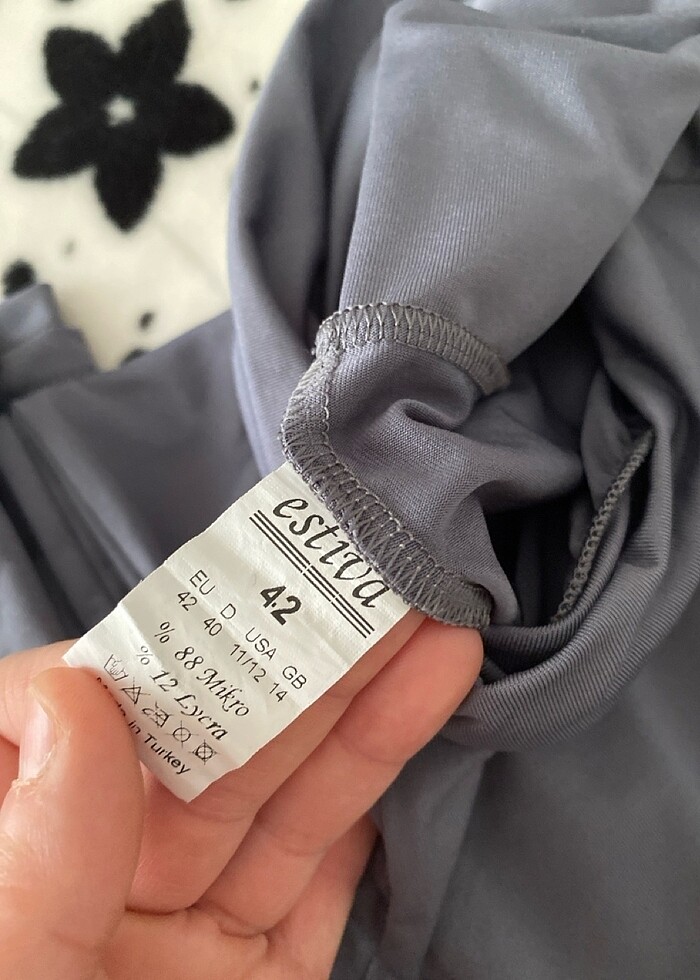 estiva
42
EU D USA GB
42 40 11/12 14
% 88 Mikro
% 12 Lycra
Made in Turkey